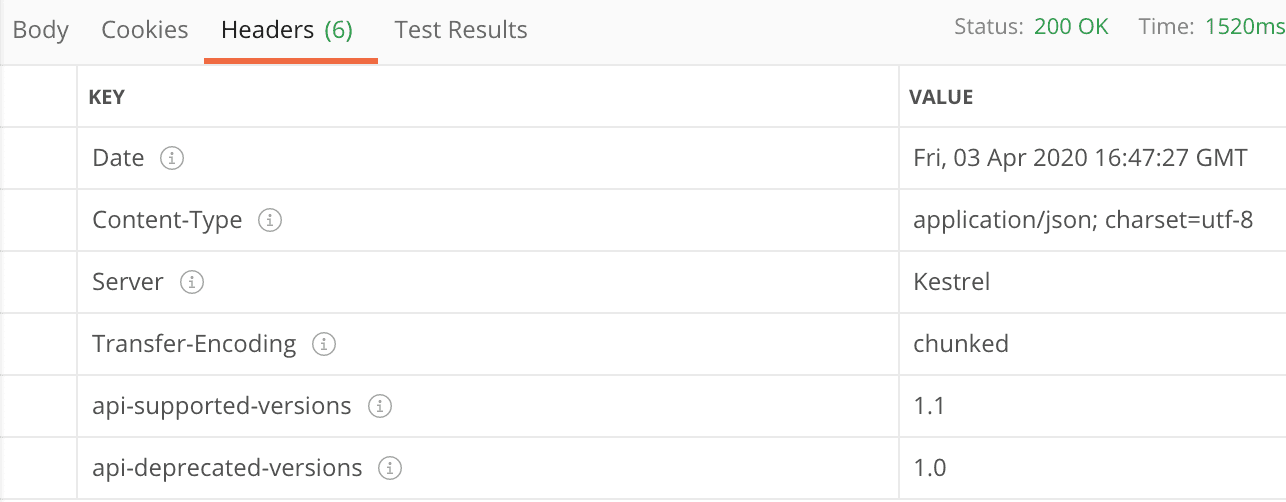 Body Cookies Headers (6) Test Results Status: 200 OK Time: 1520ms
KEY VALUE
Date Fri, 03 Apr 2020 16:47:27 GMT
Content-Type application/json; charset=utf-8
Server Kestrel
Transfer-Encoding chunked
api-supported-versions 1.1
api-deprecated-versions 1.0